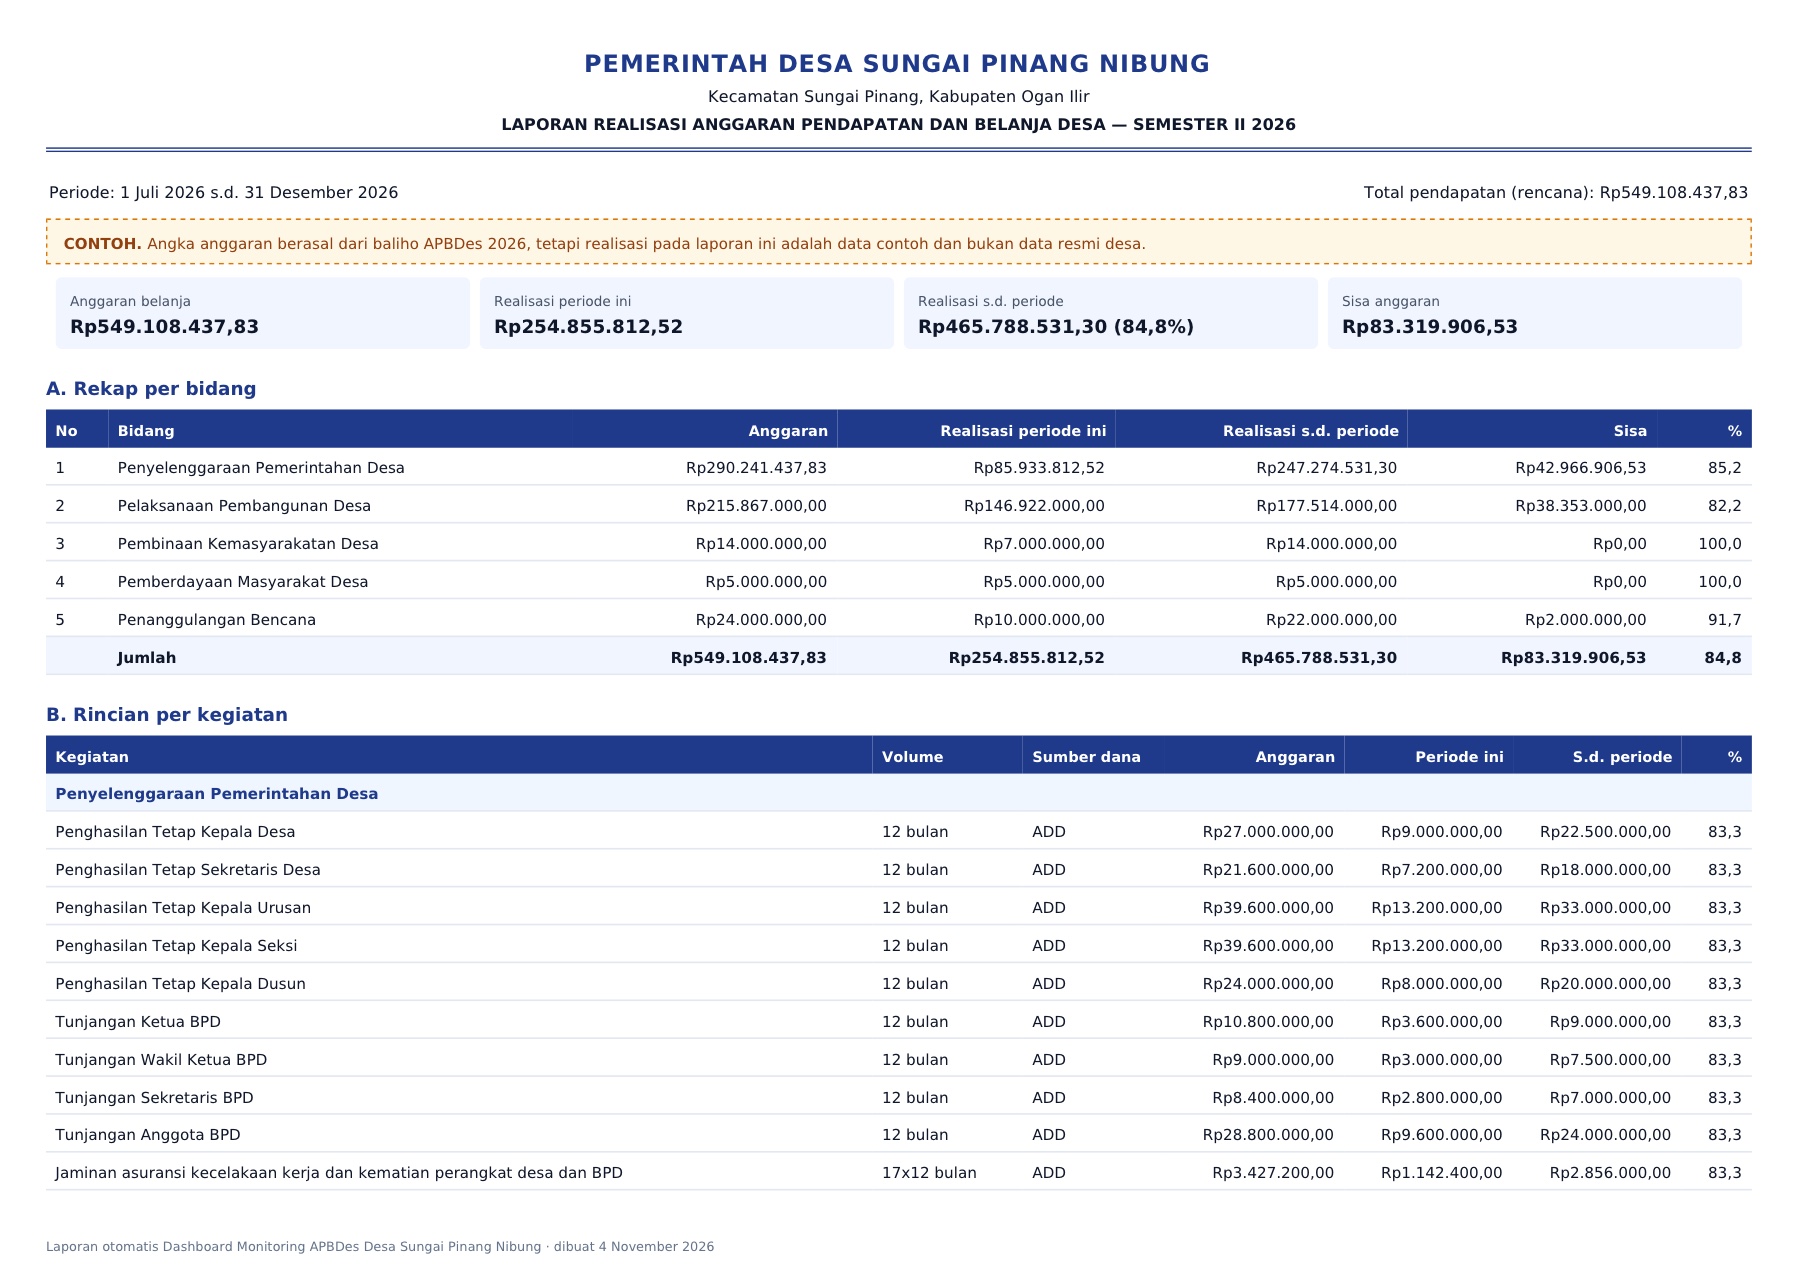 PEMERINTAH DESA SUNGAI PINANG NIBUNG
Kecamatan Sungai Pinang, Kabupaten Ogan Ilir
LAPORAN REALISASI ANGGARAN PENDAPATAN DAN BELANJA DESA — SEMESTER II 2026
Periode: 1 Juli 2026 s.d. 31 Desember 2026 Total pendapatan (rencana): Rp549.108.437,83
CONTOH. Angka anggaran berasal dari baliho APBDes 2026, tetapi realisasi pada laporan ini adalah data contoh dan bukan data resmi desa.
Anggaran belanja Realisasi periode ini Realisasi s.d. periode Sisa anggaran
Rp549.108.437,83 Rp254.855.812,52 Rp465.788.531,30 (84,8%) Rp83.319.906,53
A. Rekap per bidang
No Bidang Anggaran Realisasi periode ini Realisasi s.d. periode Sisa %
1 Penyelenggaraan Pemerintahan Desa Rp290.241.437,83 Rp85.933.812,52 Rp247.274.531,30 Rp42.966.906,53 85,2
2 Pelaksanaan Pembangunan Desa Rp215.867.000,00 Rp146.922.000,00 Rp177.514.000,00 Rp38.353.000,00 82,2
3 Pembinaan Kemasyarakatan Desa Rp14.000.000,00 Rp7.000.000,00 Rp14.000.000,00 Rp0,00 100,0
4 Pemberdayaan Masyarakat Desa Rp5.000.000,00 Rp5.000.000,00 Rp5.000.000,00 Rp0,00 100,0
5 Penanggulangan Bencana Rp24.000.000,00 Rp10.000.000,00 Rp22.000.000,00 Rp2.000.000,00 91,7
Jumlah Rp549.108.437,83 Rp254.855.812,52 Rp465.788.531,30 Rp83.319.906,53 84,8
B. Rincian per kegiatan
Kegiatan Volume Sumber dana Anggaran Periode ini S.d. periode %
Penyelenggaraan Pemerintahan Desa
Penghasilan Tetap Kepala Desa 12 bulan ADD Rp27.000.000,00 Rp9.000.000,00 Rp22.500.000,00 83,3
Penghasilan Tetap Sekretaris Desa 12 bulan ADD Rp21.600.000,00 Rp7.200.000,00 Rp18.000.000,00 83,3
Penghasilan Tetap Kepala Urusan 12 bulan ADD Rp39.600.000,00 Rp13.200.000,00 Rp33.000.000,00 83,3
Penghasilan Tetap Kepala Seksi 12 bulan ADD Rp39.600.000,00 Rp13.200.000,00 Rp33.000.000,00 83,3
Penghasilan Tetap Kepala Dusun 12 bulan ADD Rp24.000.000,00 Rp8.000.000,00 Rp20.000.000,00 83,3
Tunjangan Ketua BPD 12 bulan ADD Rp10.800.000,00 Rp3.600.000,00 Rp9.000.000,00 83,3
Tunjangan Wakil Ketua BPD 12 bulan ADD Rp9.000.000,00 Rp3.000.000,00 Rp7.500.000,00 83,3
Tunjangan Sekretaris BPD 12 bulan ADD Rp8.400.000,00 Rp2.800.000,00 Rp7.000.000,00 83,3
Tunjangan Anggota BPD 12 bulan ADD Rp28.800.000,00 Rp9.600.000,00 Rp24.000.000,00 83,3
Jaminan asuransi kecelakaan kerja dan kematian perangkat desa dan BPD 17x12 bulan ADD Rp3.427.200,00 Rp1.142.400,00 Rp2.856.000,00 83,3
Laporan otomatis Dashboard Monitoring APBDes Desa Sungai Pinang Nibung · dibuat 4 November 2026